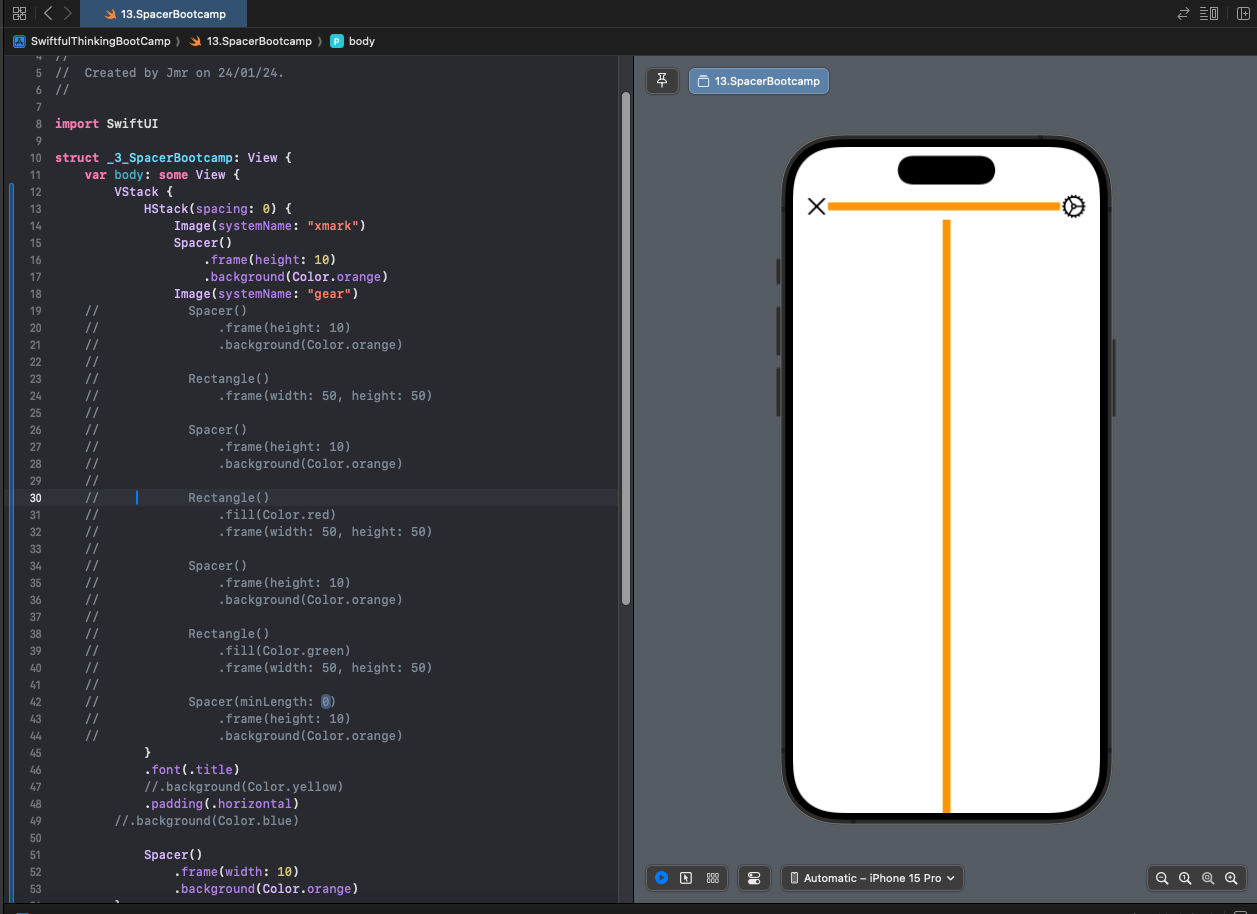 13.SpacerBootcamp
SwiftfulThinkingBootCamp 〉 13.SpacerBootcamp 〉 P body
4 //
5 //  Created by Jmr on 24/01/24.
6 //
7
8 import SwiftUI
9
10 struct _3_SpacerBootcamp: View {
11     var body: some View {
12         VStack {
13             HStack(spacing: 0) {
14                 Image(systemName: "xmark")
15                 Spacer()
16                     .frame(height: 10)
17                     .background(Color.orange)
18                 Image(systemName: "gear")
19     //            Spacer()
20     //                .frame(height: 10)
21     //                .background(Color.orange)
22     //
23     //            Rectangle()
24     //                .frame(width: 50, height: 50)
25     //
26     //            Spacer()
27     //                .frame(height: 10)
28     //                .background(Color.orange)
29     //
30     //            Rectangle()
31     //                .fill(Color.red)
32     //                .frame(width: 50, height: 50)
33     //
34     //            Spacer()
35     //                .frame(height: 10)
36     //                .background(Color.orange)
37     //
38     //            Rectangle()
39     //                .fill(Color.green)
40     //                .frame(width: 50, height: 50)
41     //
42     //            Spacer(minLength: 0)
43     //                .frame(height: 10)
44     //                .background(Color.orange)
45             }
46             .font(.title)
47             //.background(Color.yellow)
48             .padding(.horizontal)
49         //.background(Color.blue)
50
51             Spacer()
52                 .frame(width: 10)
53                 .background(Color.orange)
13.SpacerBootcamp
Automatic – iPhone 15 Pro